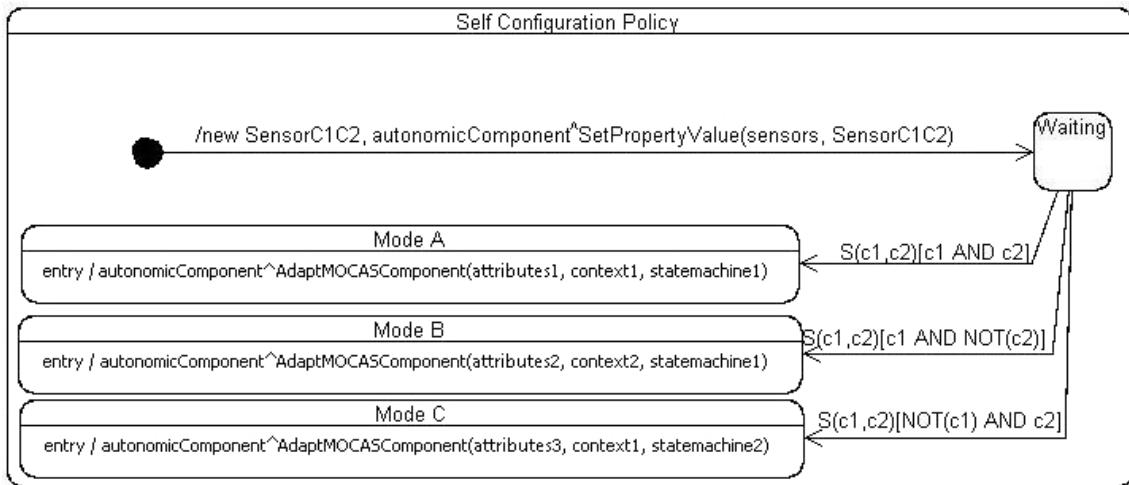 Self Configuration Policy
/new SensorC1C2, autonomicComponent^SetPropertyValue(sensors, SensorC1C2)
Waiting
Mode A
entry / autonomicComponent^AdaptMOCASComponent(attributes1, context1, statemachine1)
S(c1,c2)[c1 AND c2]
Mode B
entry / autonomicComponent^AdaptMOCASComponent(attributes2, context2, statemachine1)
S(c1,c2)[c1 AND NOT(c2)]
Mode C
entry / autonomicComponent^AdaptMOCASComponent(attributes3, context1, statemachine2)
S(c1,c2)[NOT(c1) AND c2]